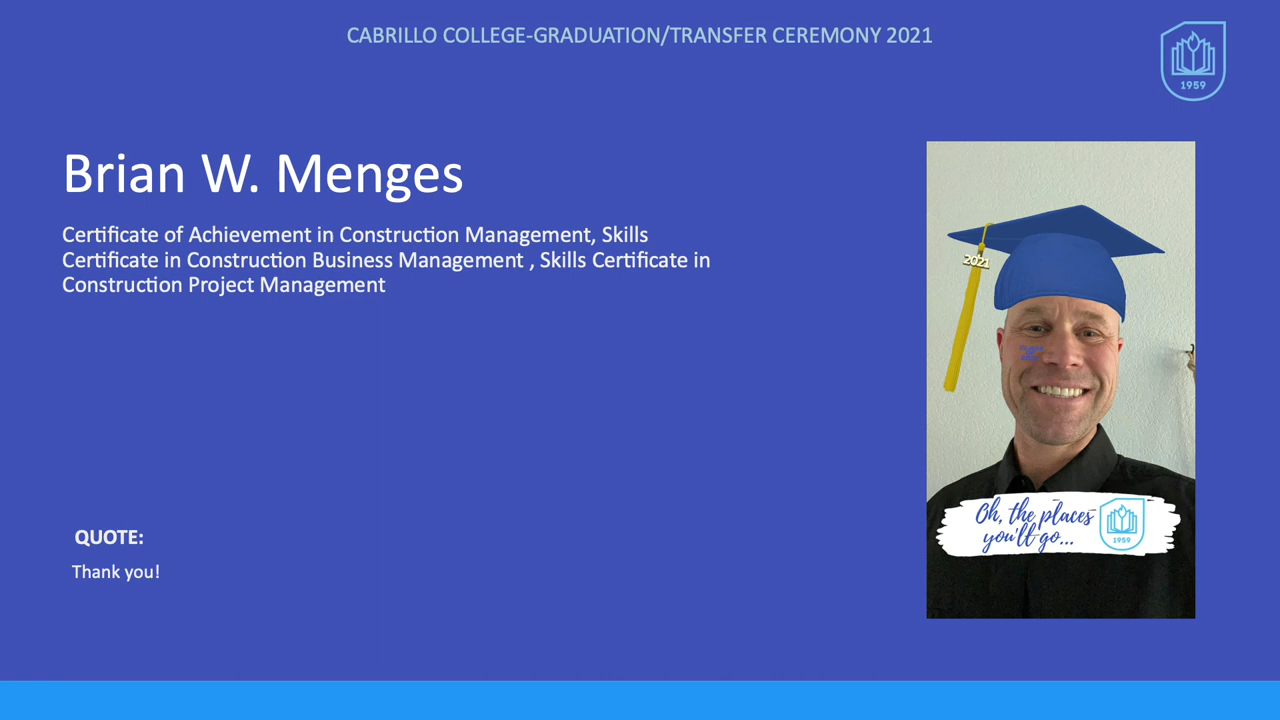 CABRILLO COLLEGE-GRADUATION/TRANSFER CEREMONY 2021
1959
Brian W. Menges
Certificate of Achievement in Construction Management, Skills
Certificate in Construction Business Management , Skills Certificate in
Construction Project Management
2021
Oh, the places
you'll go...
1959
QUOTE:
Thank you!